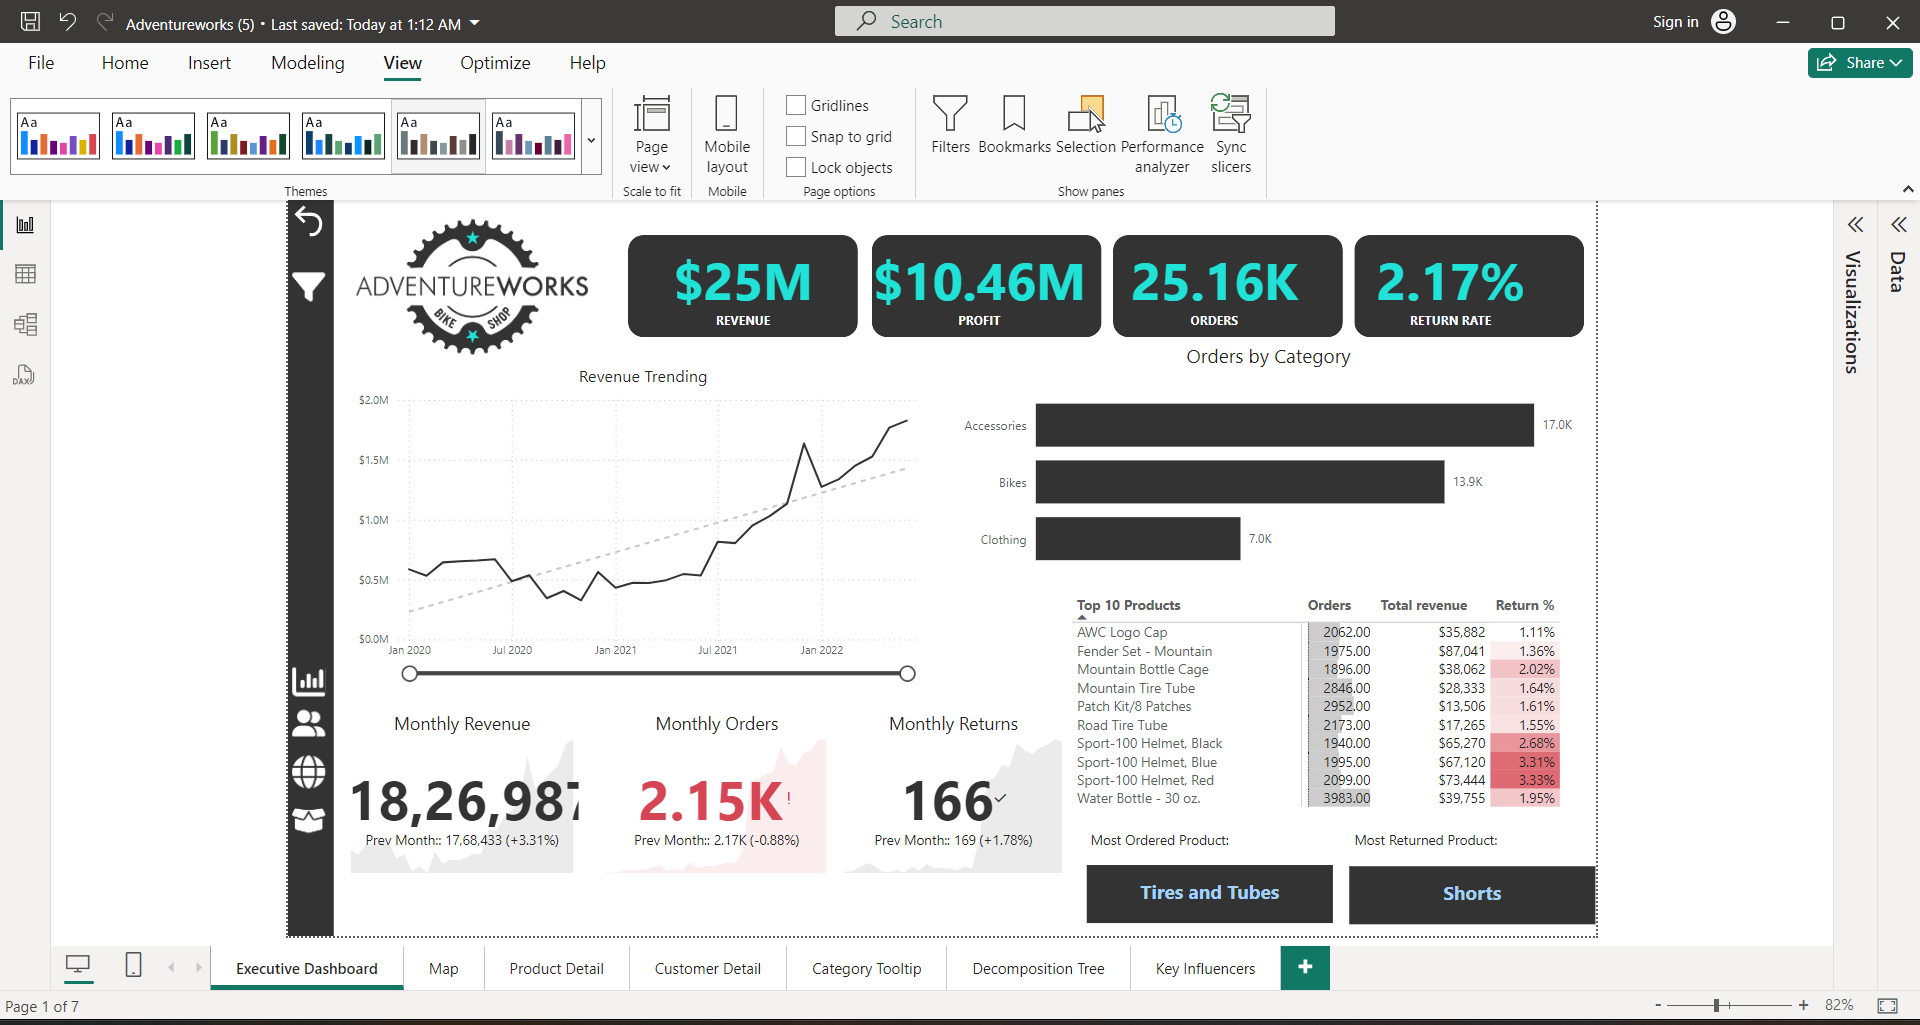 Adventureworks (5) • Last saved: Today at 1:12 AM
Search
Sign in
File Home Insert Modeling View Optimize Help
Share
Aa Aa Aa Aa Aa Aa
Themes
Page view
Scale to fit
Mobile layout
Mobile
Gridlines
Snap to grid
Lock objects
Page options
Filters
Bookmarks
Selection
Performance analyzer
Sync slicers
Show panes
DAX
ADVENTUREWORKS
BIKE SHOP
$25M
REVENUE
$10.46M
PROFIT
25.16K
ORDERS
2.17%
RETURN RATE
Revenue Trending
$2.0M
$1.5M
$1.0M
$0.5M
$0.0M
Jan 2020 Jul 2020 Jan 2021 Jul 2021 Jan 2022
Orders by Category
Accessories 17.0K
Bikes 13.9K
Clothing 7.0K
Top 10 Products Orders Total revenue Return %
AWC Logo Cap 2062.00 $35,882 1.11%
Fender Set - Mountain 1975.00 $87,041 1.36%
Mountain Bottle Cage 1896.00 $38,062 2.02%
Mountain Tire Tube 2846.00 $28,333 1.64%
Patch Kit/8 Patches 2952.00 $13,506 1.61%
Road Tire Tube 2173.00 $17,265 1.55%
Sport-100 Helmet, Black 1940.00 $65,270 2.68%
Sport-100 Helmet, Blue 1995.00 $67,120 3.31%
Sport-100 Helmet, Red 2099.00 $73,444 3.33%
Water Bottle - 30 oz. 3983.00 $39,755 1.95%
Monthly Revenue
18,26,987
Prev Month:: 17,68,433 (+3.31%)
Monthly Orders
2.15K!
Prev Month:: 2.17K (-0.88%)
Monthly Returns
166
Prev Month:: 169 (+1.78%)
Most Ordered Product:
Tires and Tubes
Most Returned Product:
Shorts
Visualizations
Data
Executive Dashboard Map Product Detail Customer Detail Category Tooltip Decomposition Tree Key Influencers +
Page 1 of 7
- + 82%